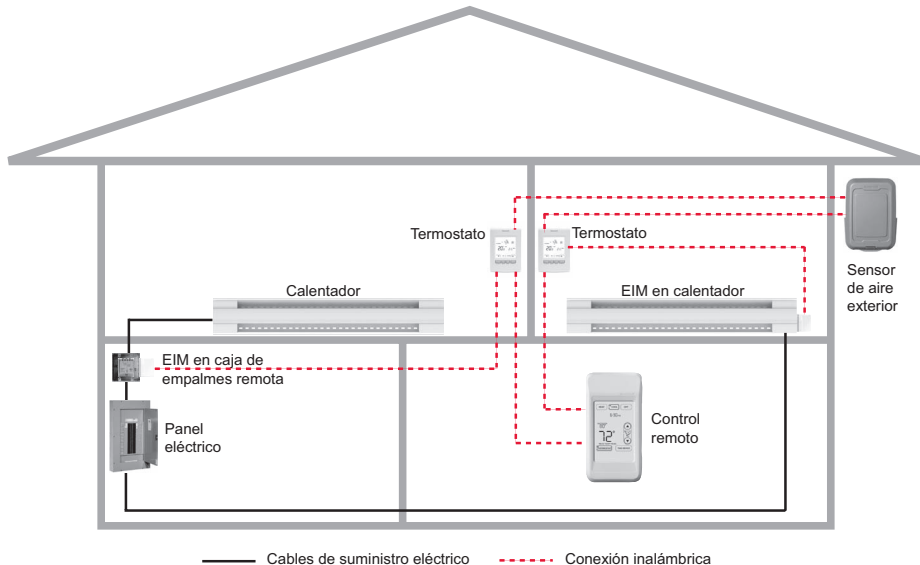 Termostato
Termostato
Sensor
de aire
exterior
Calentador
EIM en calentador
EIM en caja de
empalmes remota
Panel
eléctrico
72°
Control
remoto
Cables de suministro eléctrico
Conexión inalámbrica